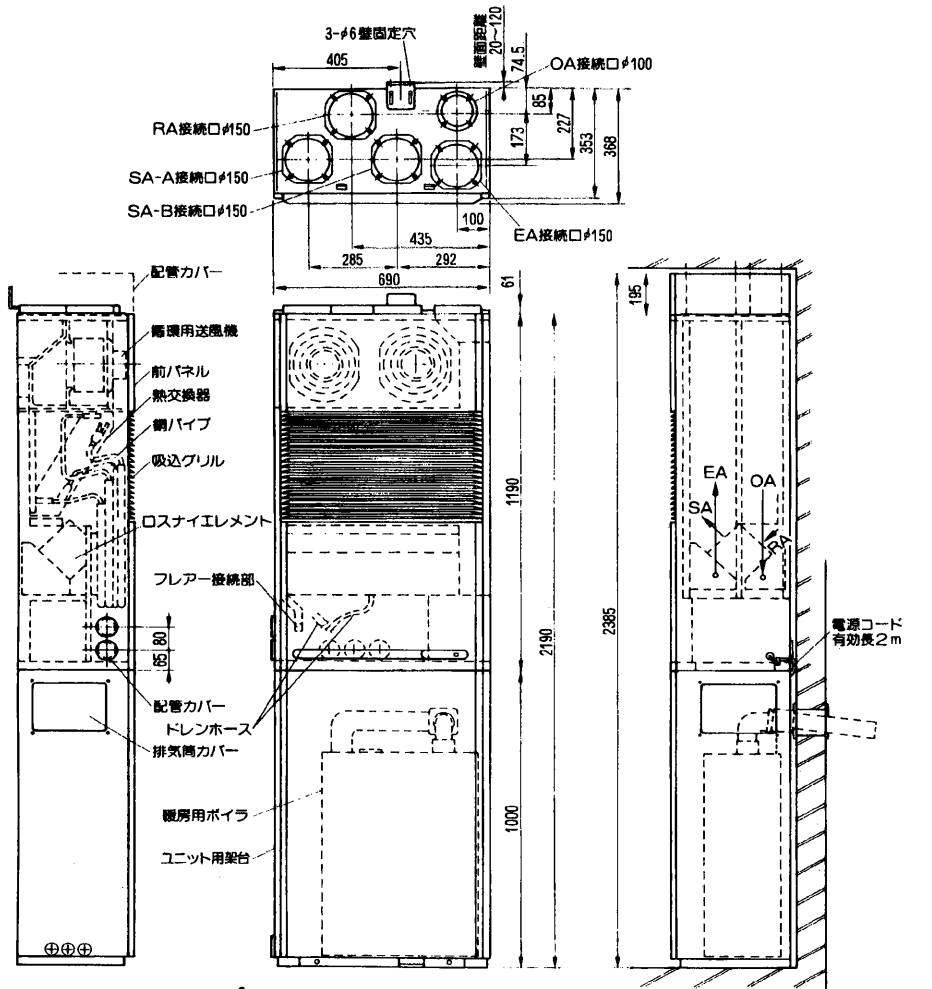 3-φ6壁固定穴
405
壁面距離
20～120
74.5
OA接続口φ100
RA接続口φ150
SA-A接続口φ150
SA-B接続口φ150
85
173
227
353
368
100
EA接続口φ150
435
285
292
690
配管カバー
循環用送風機
前パネル
熱交換器
銅パイプ
吸込グリル
ロスナイエレメント
フレアー接続部
80
65
配管カバー
ドレンホース
排気筒カバー
暖房用ボイラ
ユニット用架台
61
1190
2190
1000
2385
195
EA
OA
SA
RA
電源コード
有効長2m